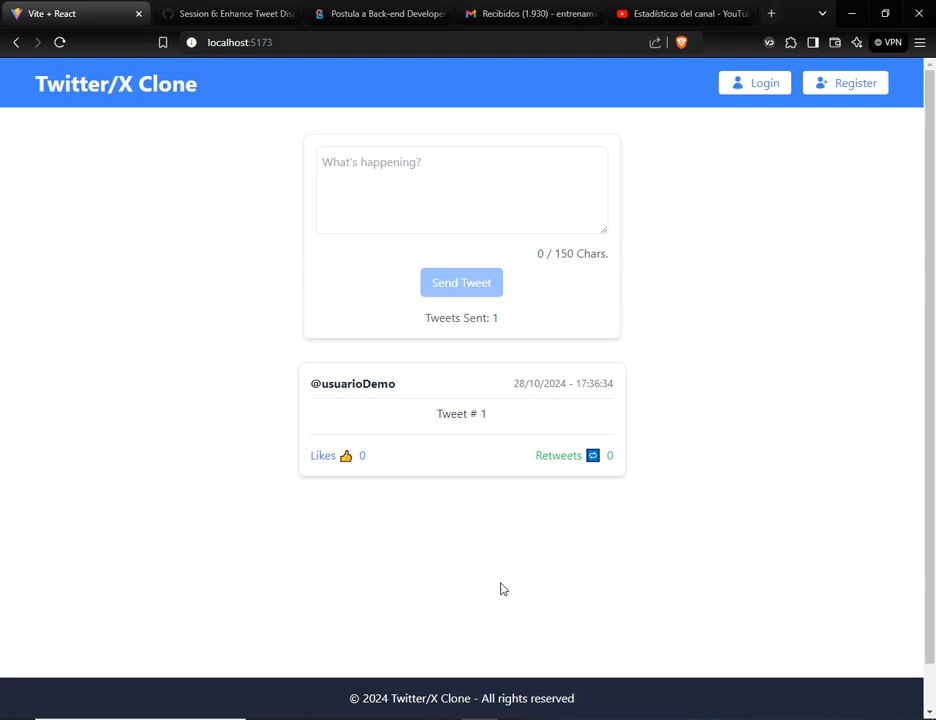 Vite + React
Session 6: Enhance Tweet Dis
Postula a Back-end Developer
Recibidos (1.930) - entrenami
Estadísticas del canal - YouTu
localhost:5173
VPN
Twitter/X Clone
Login
Register
What's happening?
0 / 150 Chars.
Send Tweet
Tweets Sent: 1
@usuarioDemo
28/10/2024 - 17:36:34
Tweet # 1
Likes 👍 0
Retweets 🔁 0
© 2024 Twitter/X Clone - All rights reserved